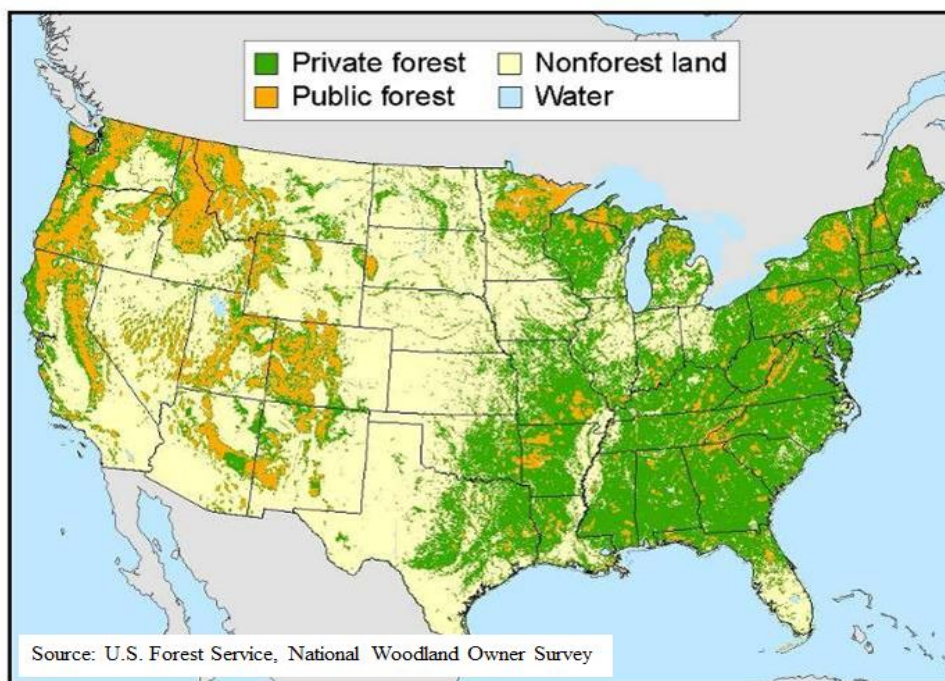 Private forest
Nonforest land
Public forest
Water
Source: U.S. Forest Service, National Woodland Owner Survey